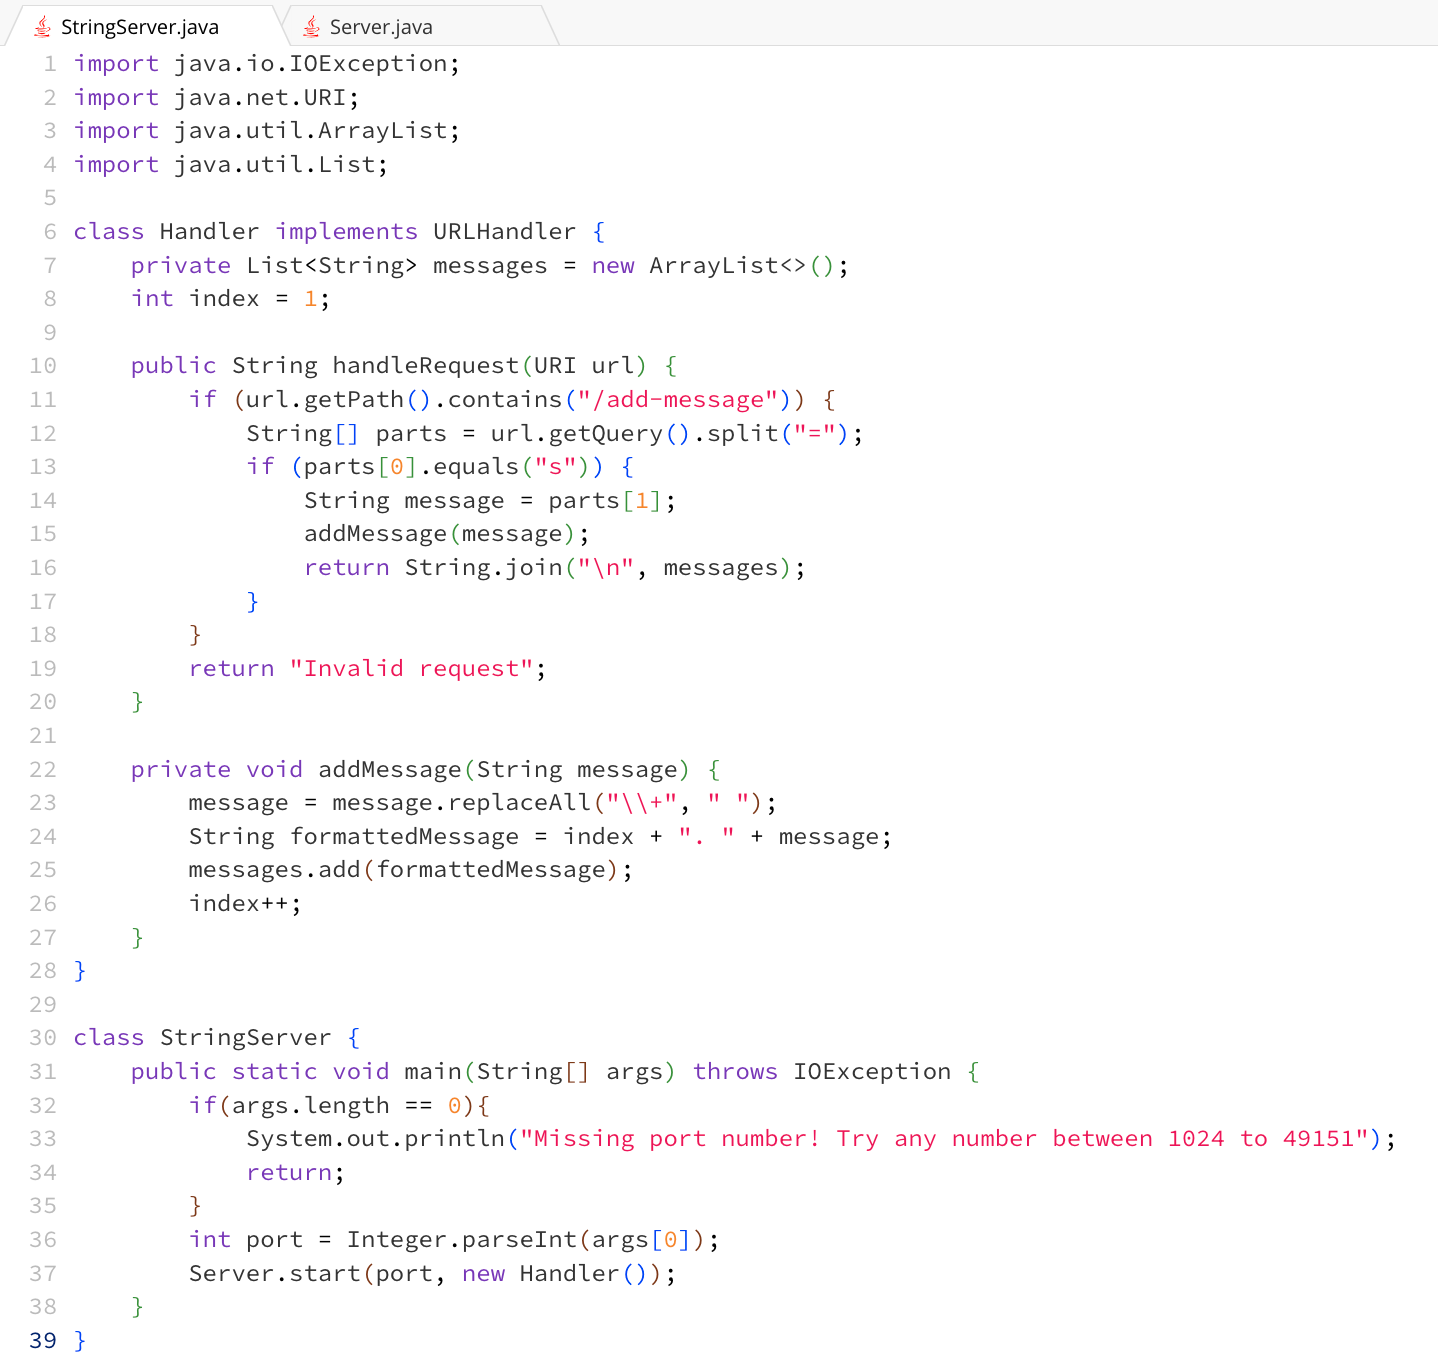 StringServer.java Server.java
1 import java.io.IOException;
2 import java.net.URI;
3 import java.util.ArrayList;
4 import java.util.List;
5
6 class Handler implements URLHandler {
7     private List<String> messages = new ArrayList<>();
8     int index = 1;
9
10     public String handleRequest(URI url) {
11         if (url.getPath().contains("/add-message")) {
12             String[] parts = url.getQuery().split("=");
13             if (parts[0].equals("s")) {
14                 String message = parts[1];
15                 addMessage(message);
16                 return String.join("\n", messages);
17             }
18         }
19         return "Invalid request";
20     }
21
22     private void addMessage(String message) {
23         message = message.replaceAll("\\+", " ");
24         String formattedMessage = index + ". " + message;
25         messages.add(formattedMessage);
26         index++;
27     }
28 }
29
30 class StringServer {
31     public static void main(String[] args) throws IOException {
32         if(args.length == 0){
33             System.out.println("Missing port number! Try any number between 1024 to 49151");
34             return;
35         }
36         int port = Integer.parseInt(args[0]);
37         Server.start(port, new Handler());
38     }
39 }